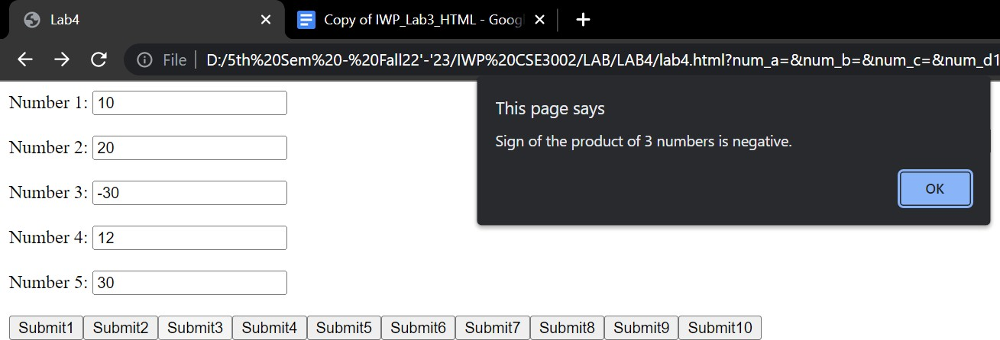 Lab4
Copy of IWP_Lab3_HTML - Goog
File
D:/5th%20Sem%20-%20Fall22'-'23/IWP%20CSE3002/LAB/LAB4/lab4.html?num_a=&num_b=&num_c=&num_d1
This page says
Sign of the product of 3 numbers is negative.
OK
Number 1: 10
Number 2: 20
Number 3: -30
Number 4: 12
Number 5: 30
Submit1 Submit2 Submit3 Submit4 Submit5 Submit6 Submit7 Submit8 Submit9 Submit10